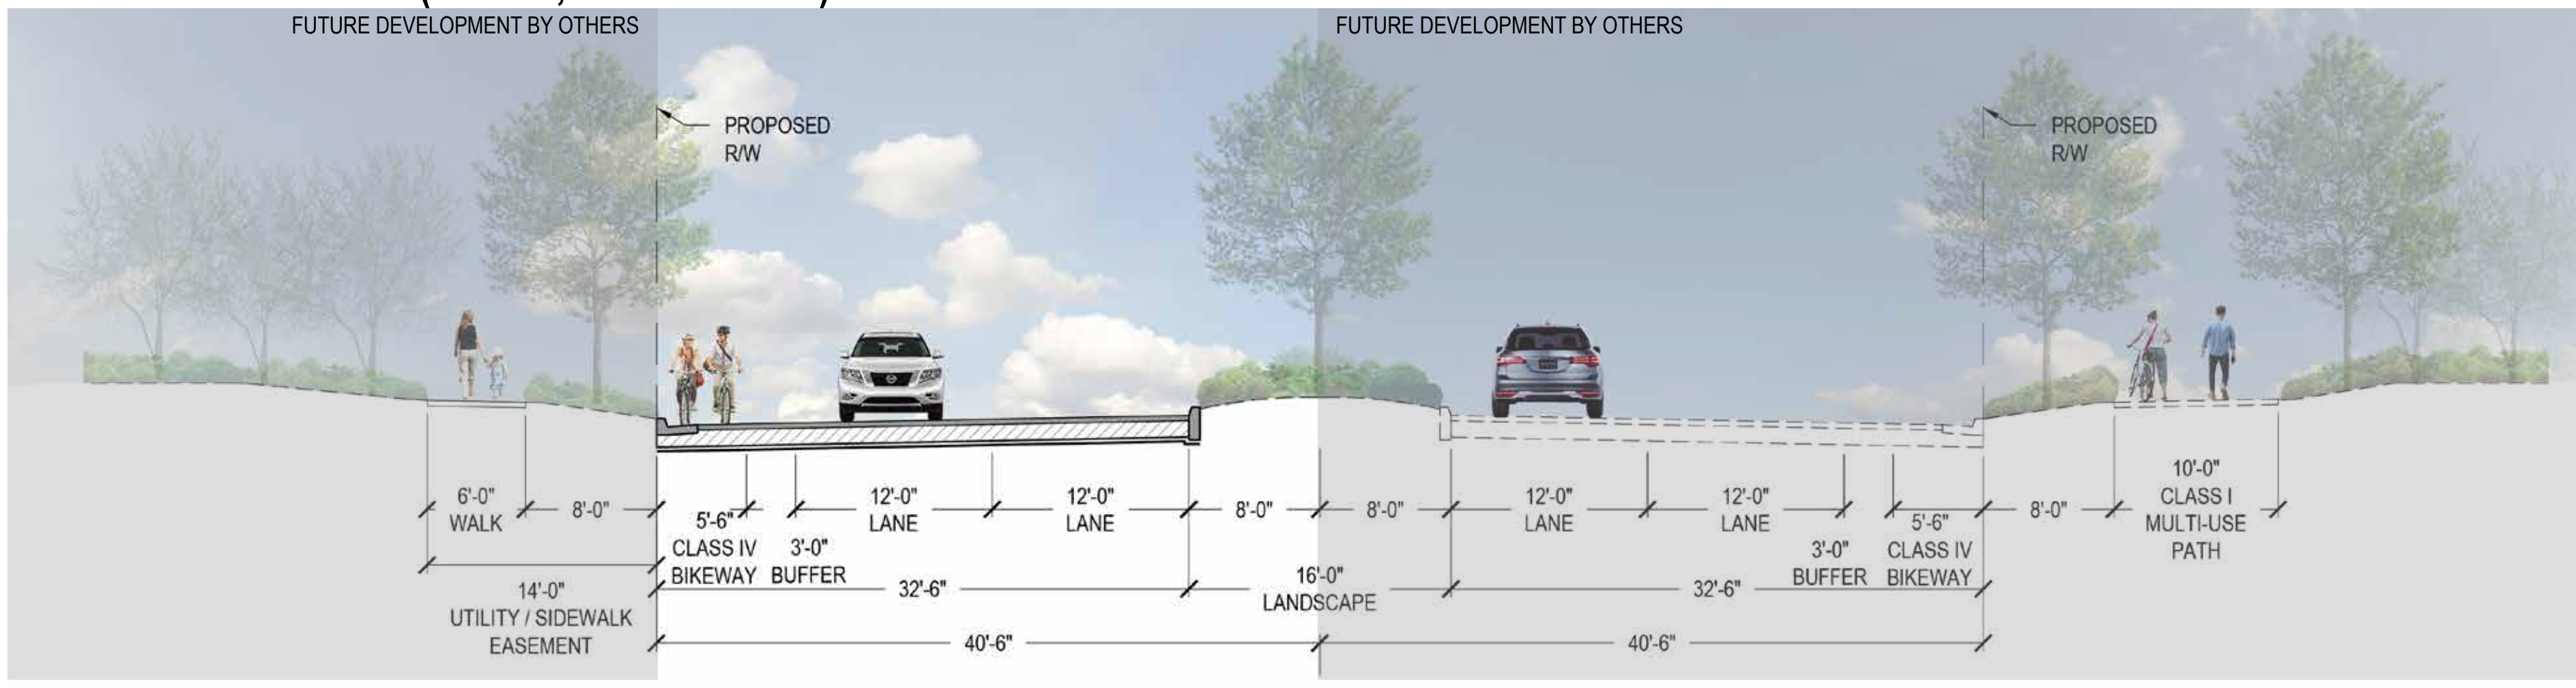 FUTURE DEVELOPMENT BY OTHERS
FUTURE DEVELOPMENT BY OTHERS
PROPOSED
R/W
PROPOSED
R/W
6'-0"
WALK
8'-0"
5'-6"
CLASS IV
BIKEWAY
3'-0"
BUFFER
12'-0"
LANE
12'-0"
LANE
8'-0"
8'-0"
12'-0"
LANE
12'-0"
LANE
3'-0"
BUFFER
5'-6"
CLASS IV
BIKEWAY
8'-0"
10'-0"
CLASS I
MULTI-USE
PATH
14'-0"
UTILITY / SIDEWALK
EASEMENT
32'-6"
16'-0"
LANDSCAPE
32'-6"
40'-6"
40'-6"